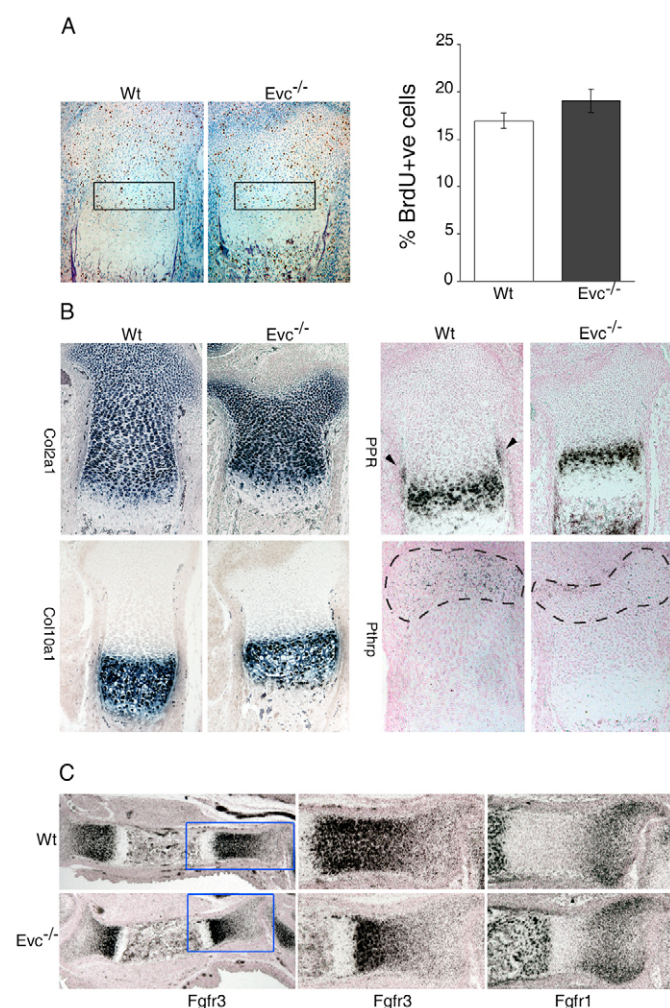 A
Wt Evc-/-
% BrdU+ve cells
25
20
15
10
5
0
Wt Evc-/-
B
Wt Evc-/- Wt Evc-/-
Col2a1
PPR
Col10a1
Pthrp
C
Wt
Evc-/-
Fgfr3 Fgfr3 Fgfr1